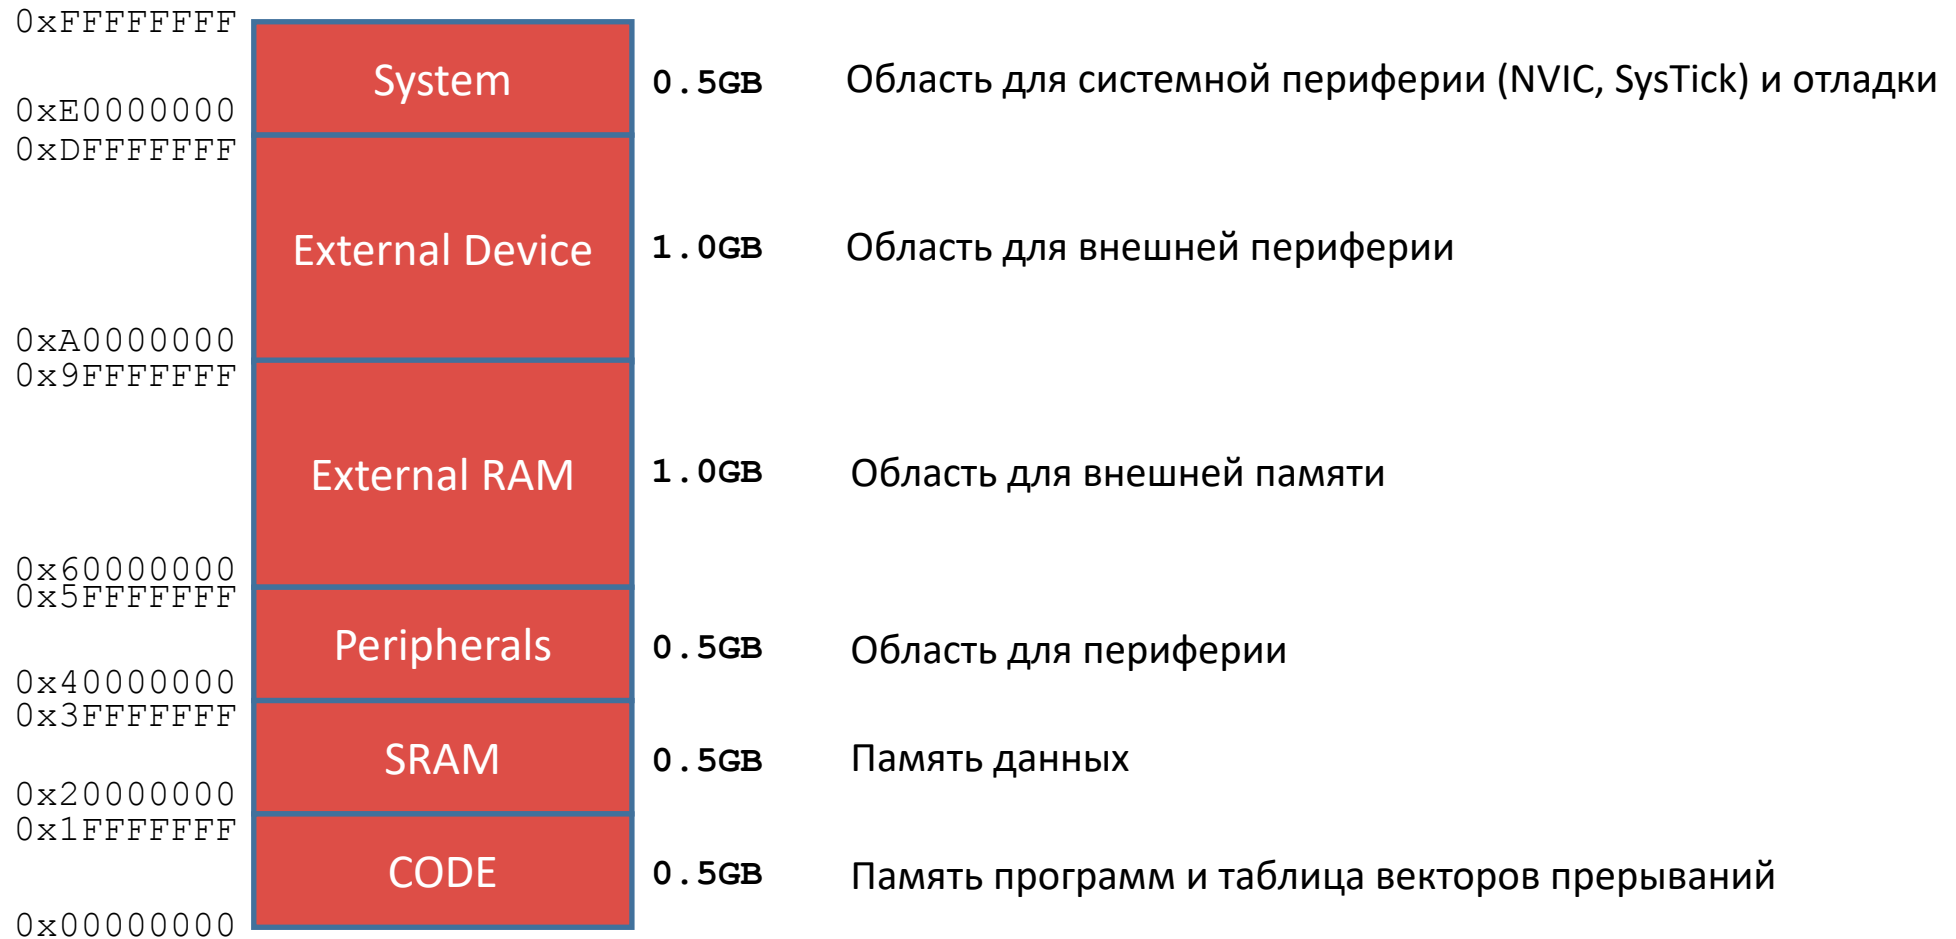 0xFFFFFFFF
System 0.5GB Область для системной периферии (NVIC, SysTick) и отладки
0xE0000000
0xDFFFFFFF
External Device 1.0GB Область для внешней периферии
0xA0000000
0x9FFFFFFF
External RAM 1.0GB Область для внешней памяти
0x60000000
0x5FFFFFFF
Peripherals 0.5GB Область для периферии
0x40000000
0x3FFFFFFF
SRAM 0.5GB Память данных
0x20000000
0x1FFFFFFF
CODE 0.5GB Память программ и таблица векторов прерываний
0x00000000